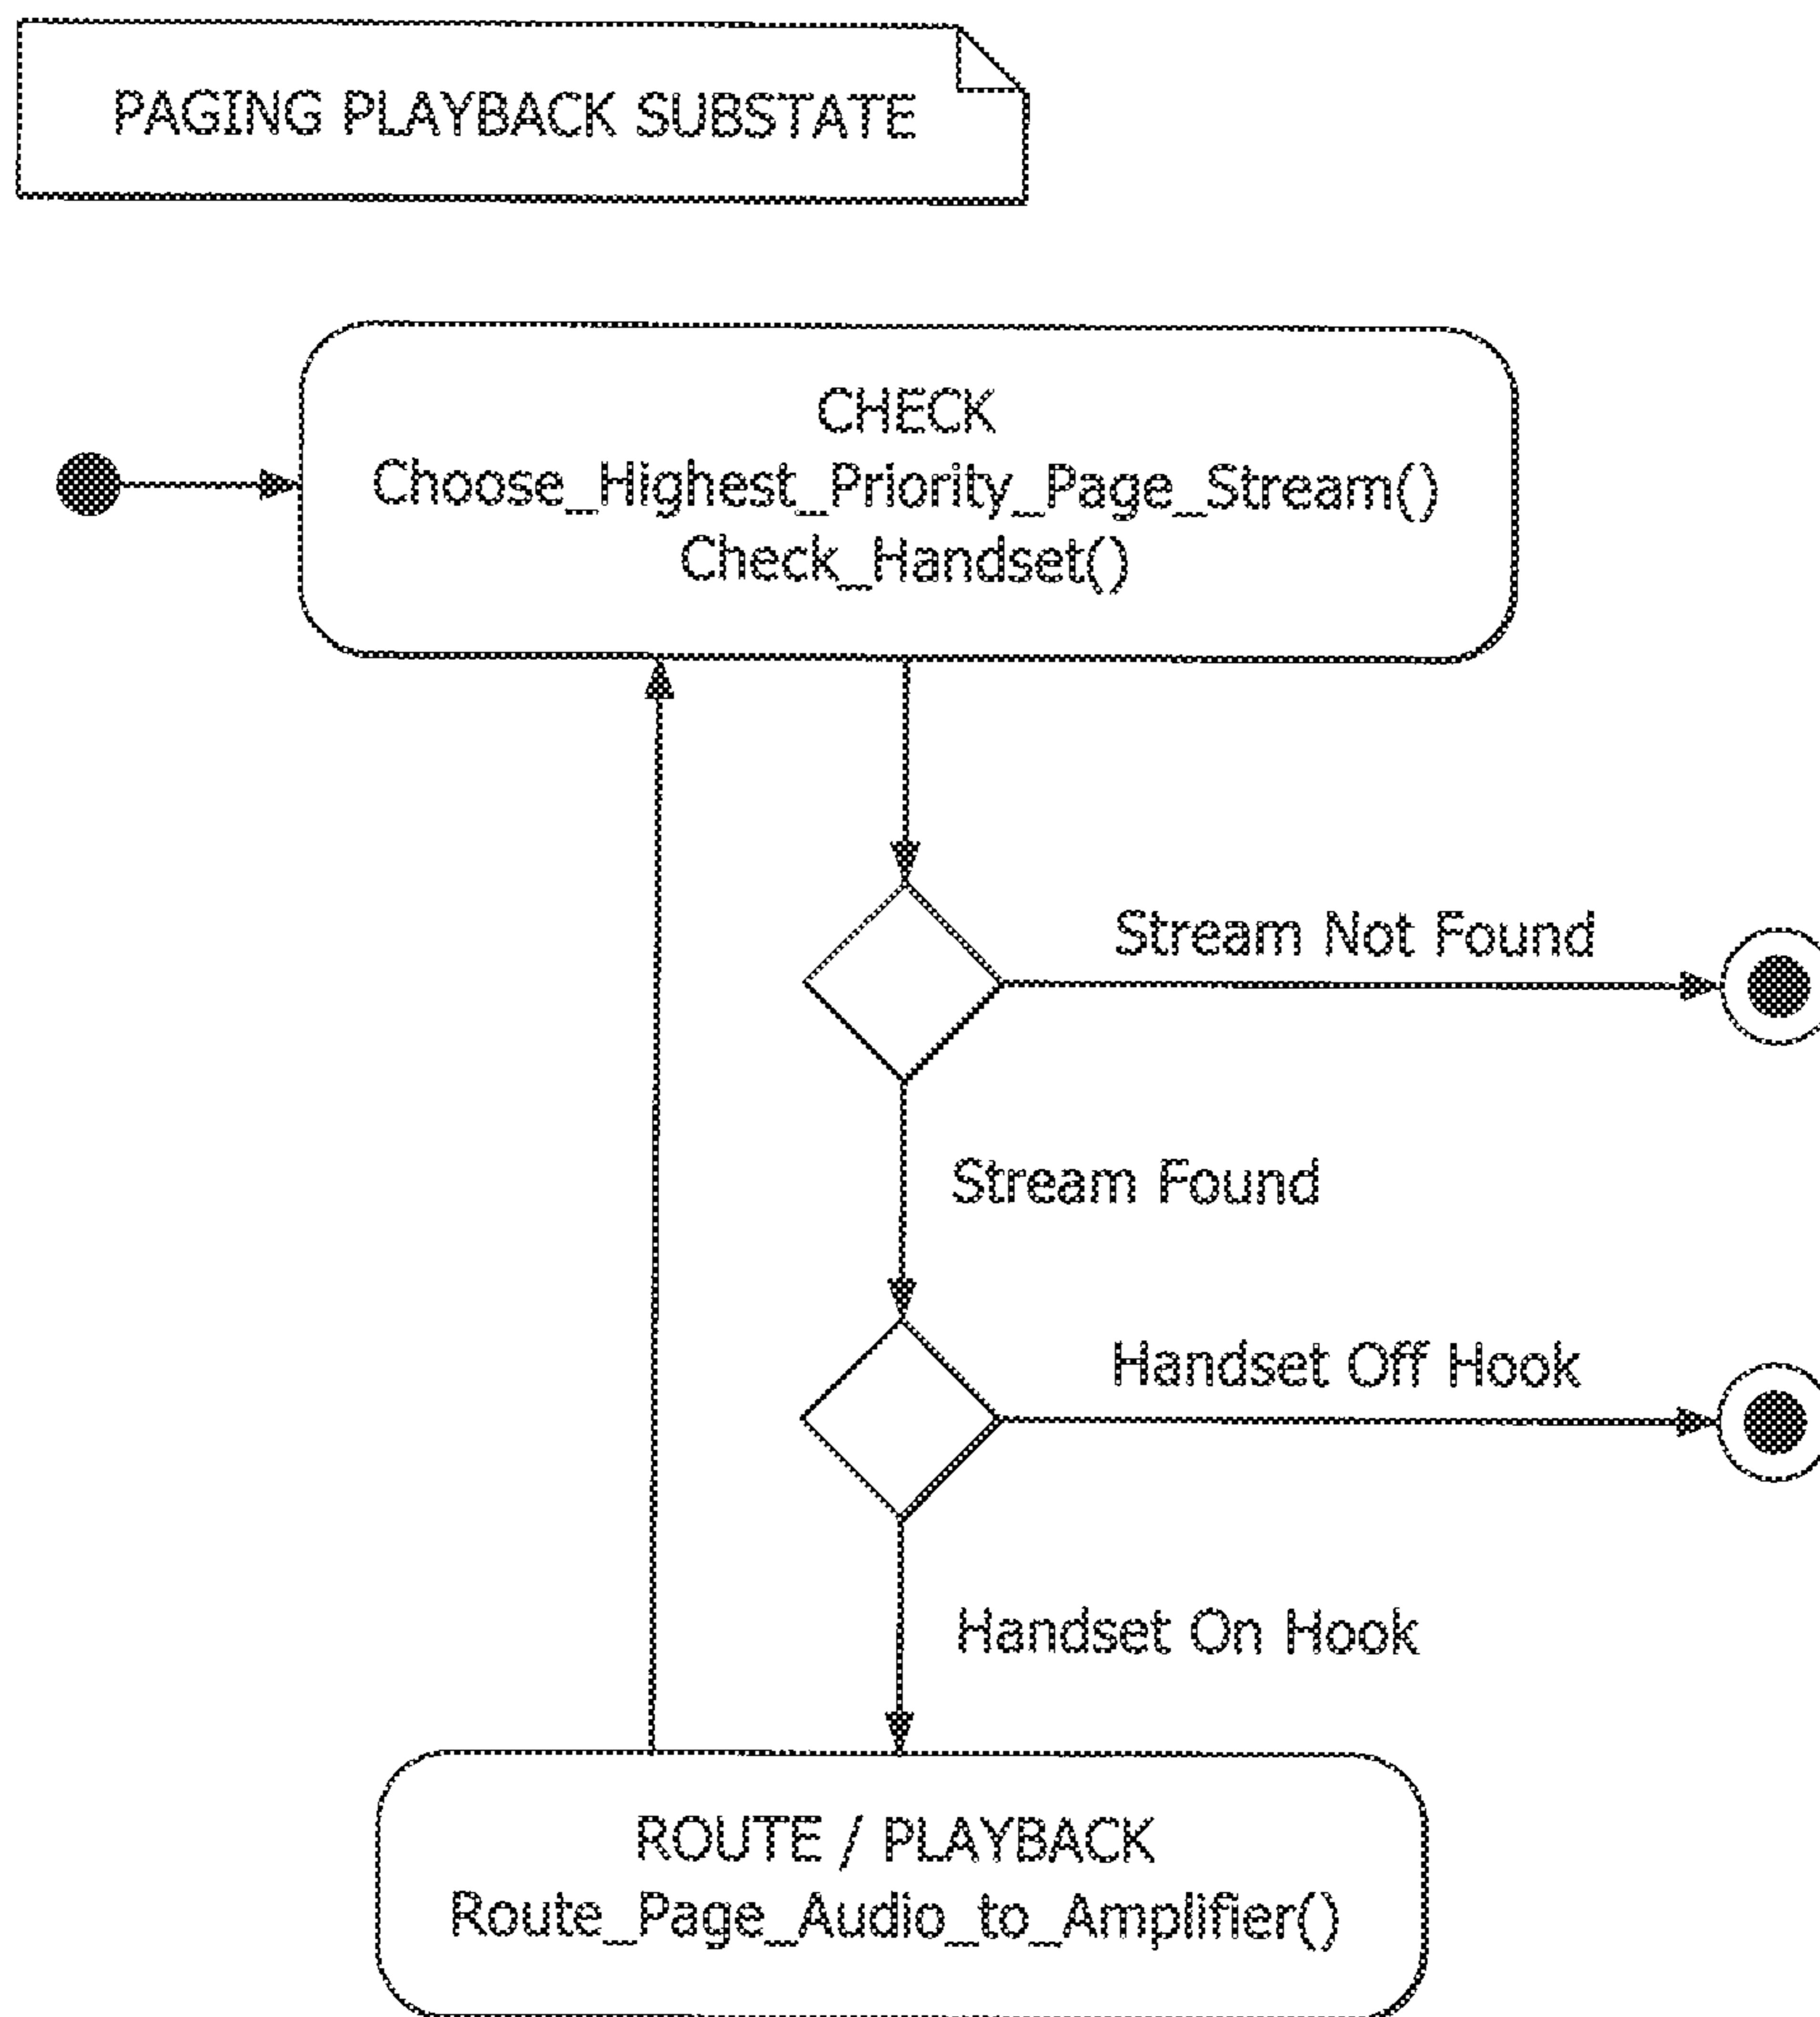 PAGING PLAYBACK SUBSTATE
CHECK
Choose_Highest_Priority_Page_Stream()
Check_Handset()
Stream Not Found
Stream Found
Handset Off Hook
Handset On Hook
ROUTE / PLAYBACK
Route_Page_Audio_to_Amplifier()